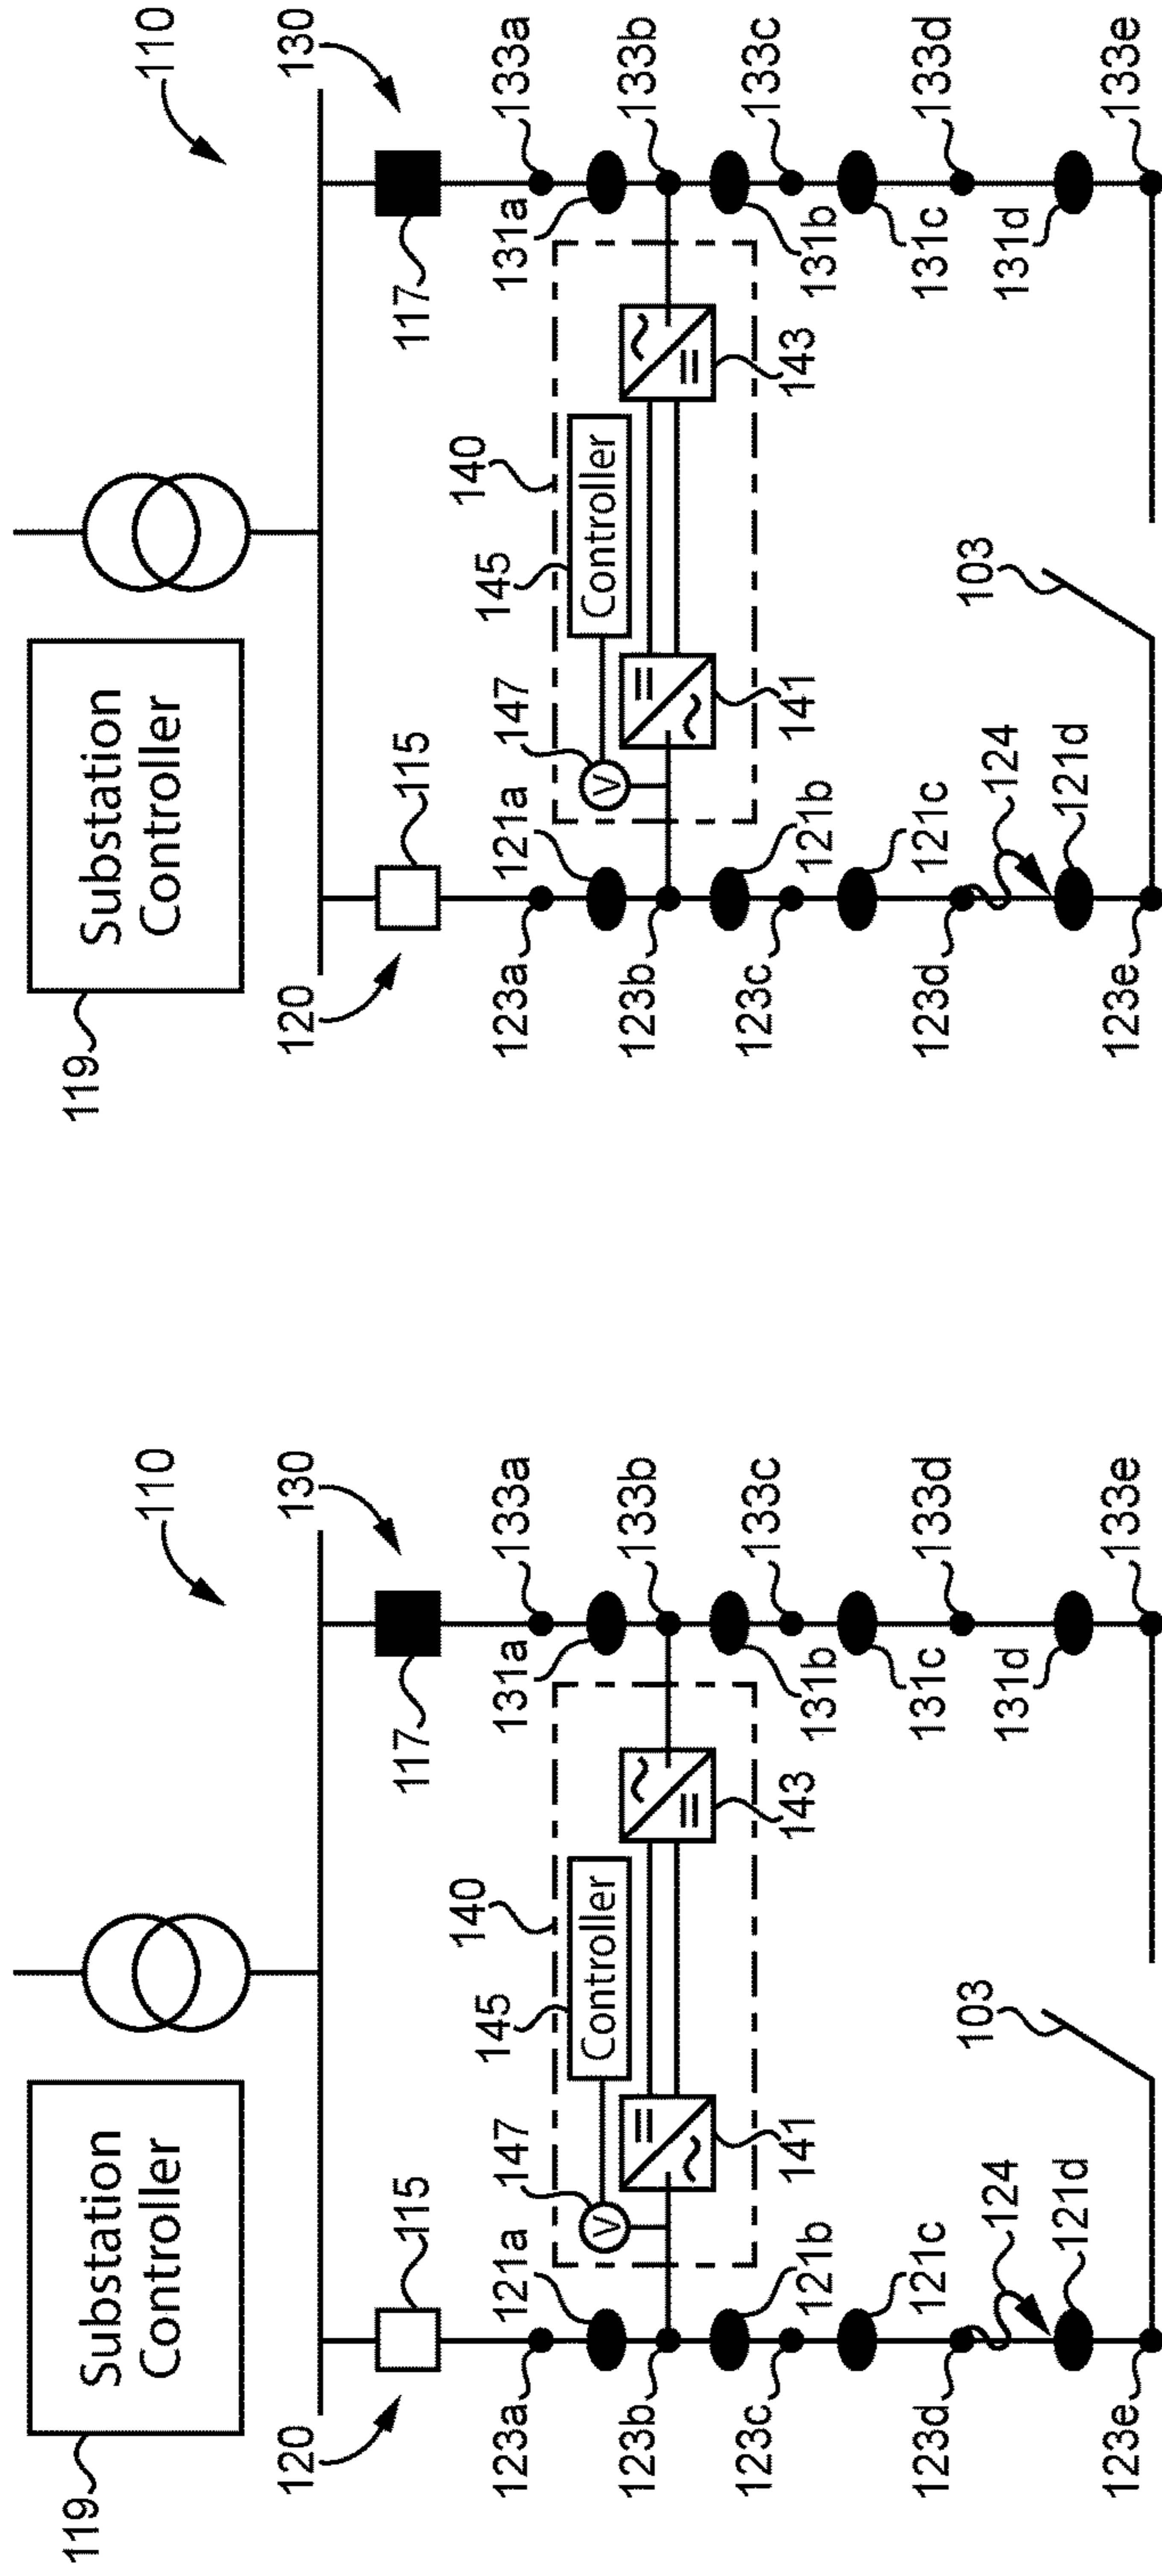 119
Substation
Controller
110
120
130
115
117
123a
121a
147
145
140
131a
133a
Controller
V
123b
133b
121b
141
143
131b
123c
133c
121c
131c
123d
124
103
133d
121d
131d
123e
133e
119
Substation
Controller
110
120
130
115
117
123a
121a
147
145
140
131a
133a
Controller
V
123b
133b
121b
141
143
131b
123c
133c
121c
131c
123d
124
103
133d
121d
131d
123e
133e